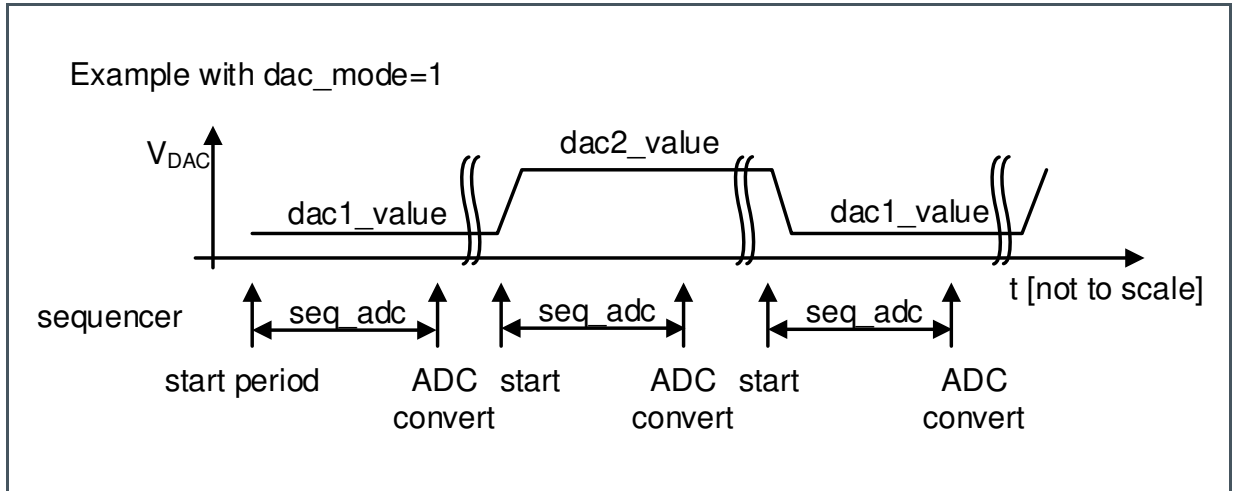 Example with dac_mode=1
VDAC
dac2_value
dac1_value
dac1_value
t [not to scale]
sequencer
seq_adc
seq_adc
seq_adc
start period
ADC convert
start
ADC convert
start
ADC convert